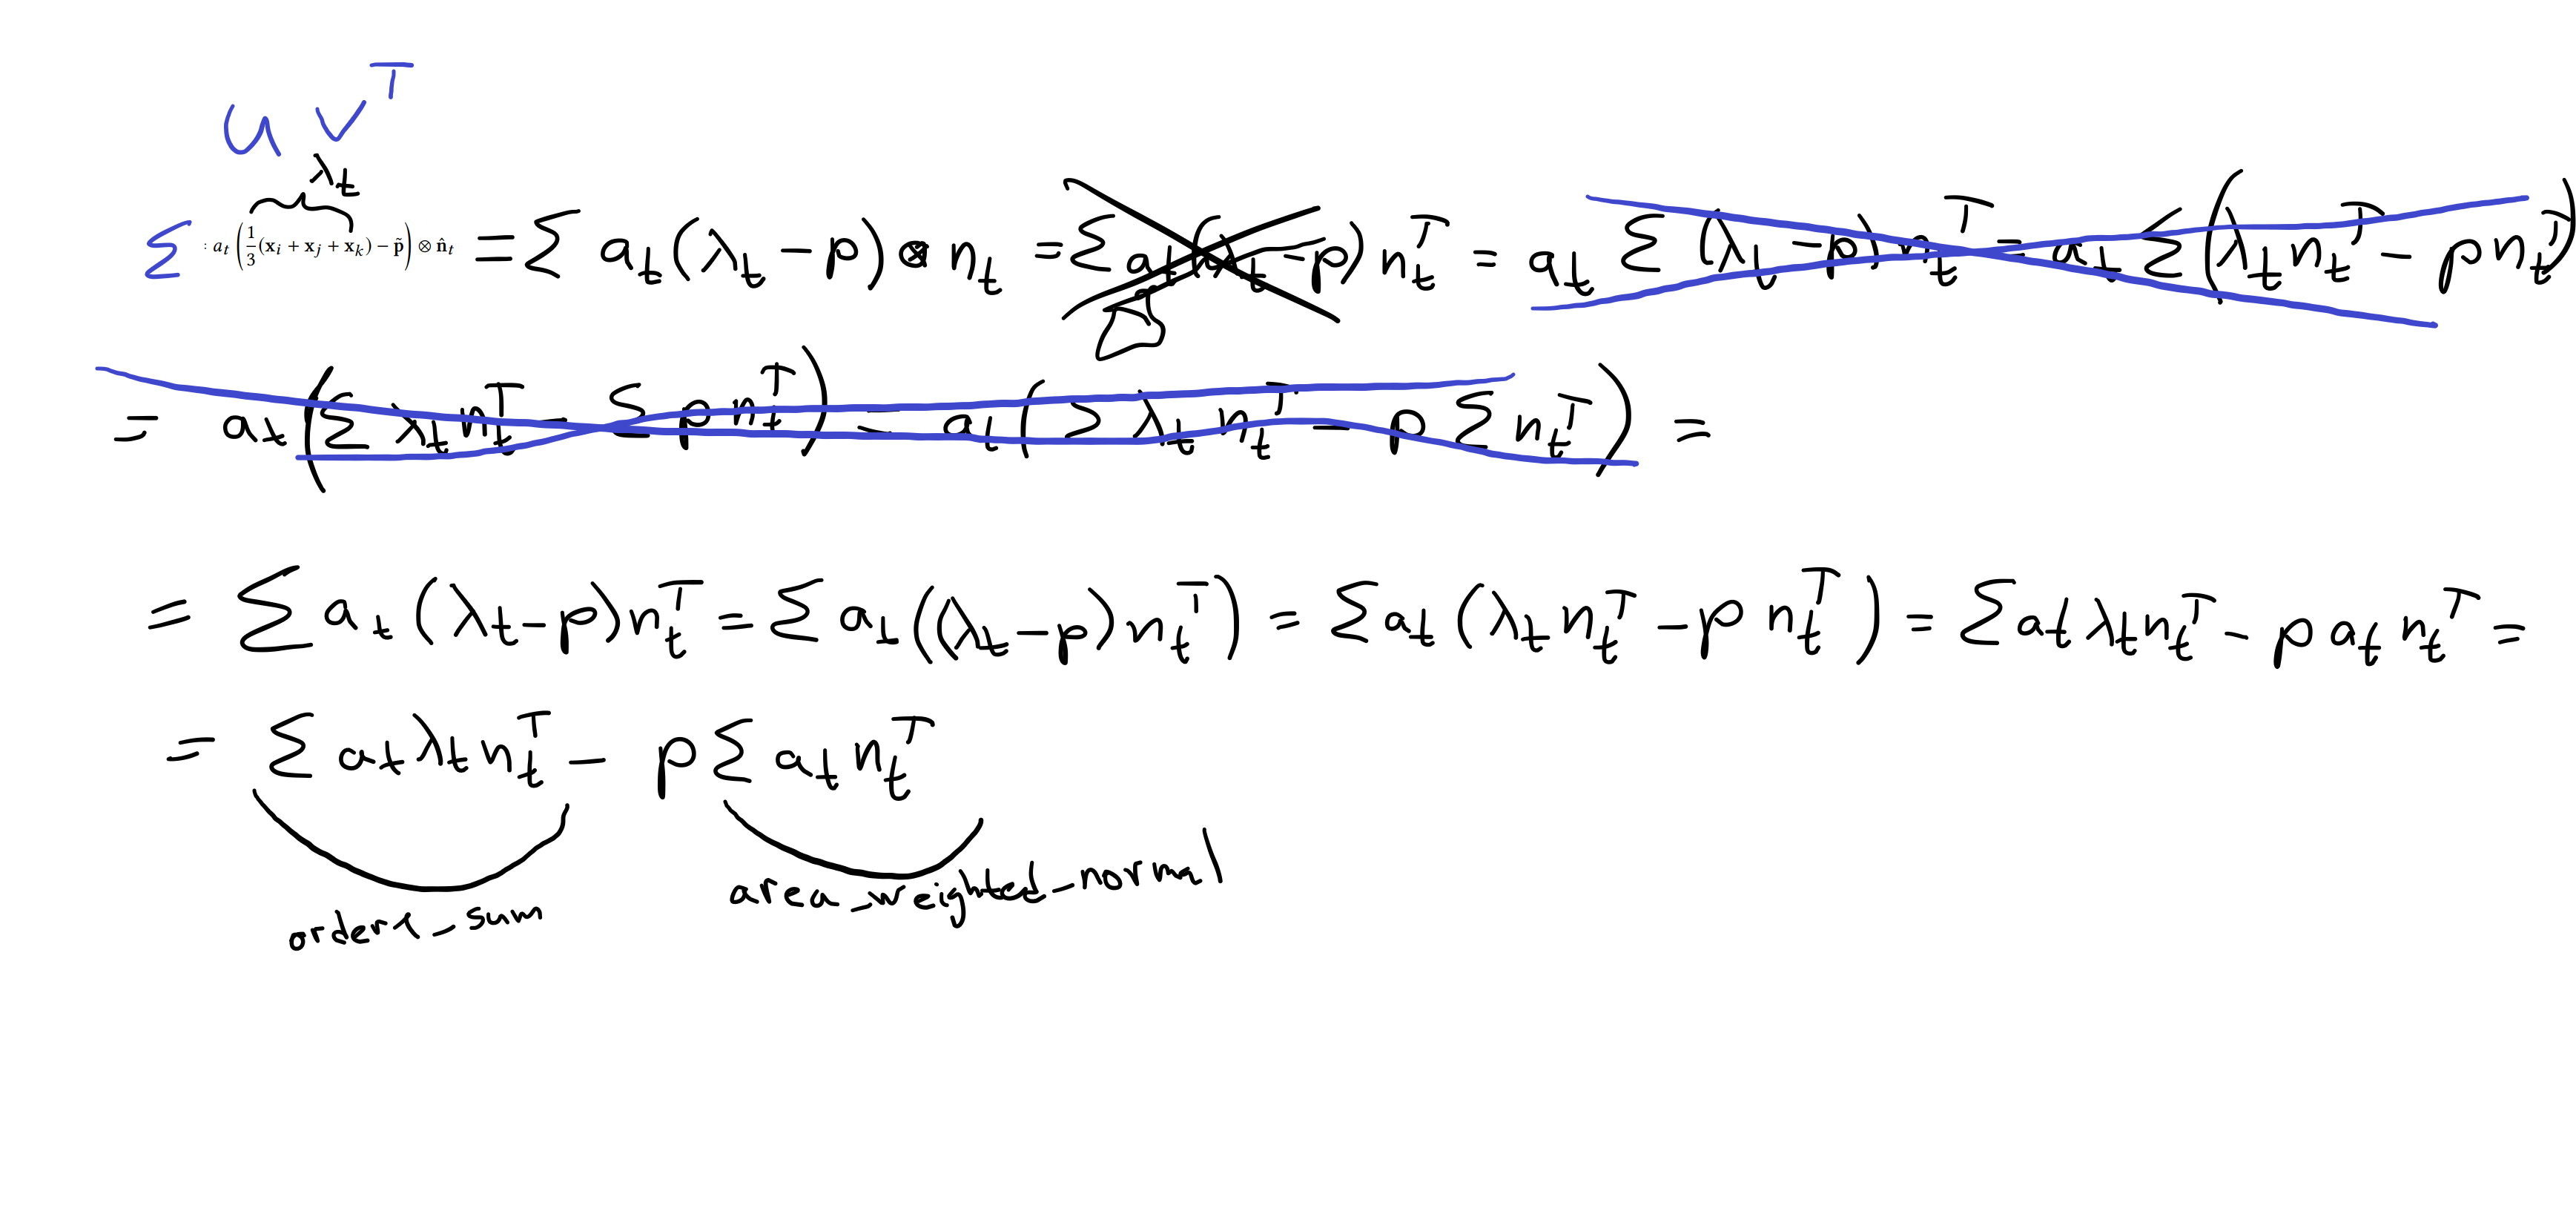 u v^T
λ_t
Σ : a_t (1/3 (x_i + x_j + x_k) − p̃) ⊗ n̂_t = Σ a_t (λ_t − p) ⊗ n_t = Σ a_t (λ_t − p) n_t^T = a_t Σ (λ_t − p) n_t^T = a_t Σ (λ_t n_t^T − p n_t^T)
= a_t (Σ λ_t n_t^T − Σ p n_t^T) = a_t (Σ λ_t n_t^T − p Σ n_t^T) =
= Σ a_t (λ_t − p) n_t^T = Σ a_t ((λ_t − p) n_t^T) = Σ a_t (λ_t n_t^T − p n_t^T) = Σ a_t λ_t n_t^T − p a_t n_t^T =
= Σ a_t λ_t n_t^T − p Σ a_t n_t^T
area_weighted_normal
order1_sum